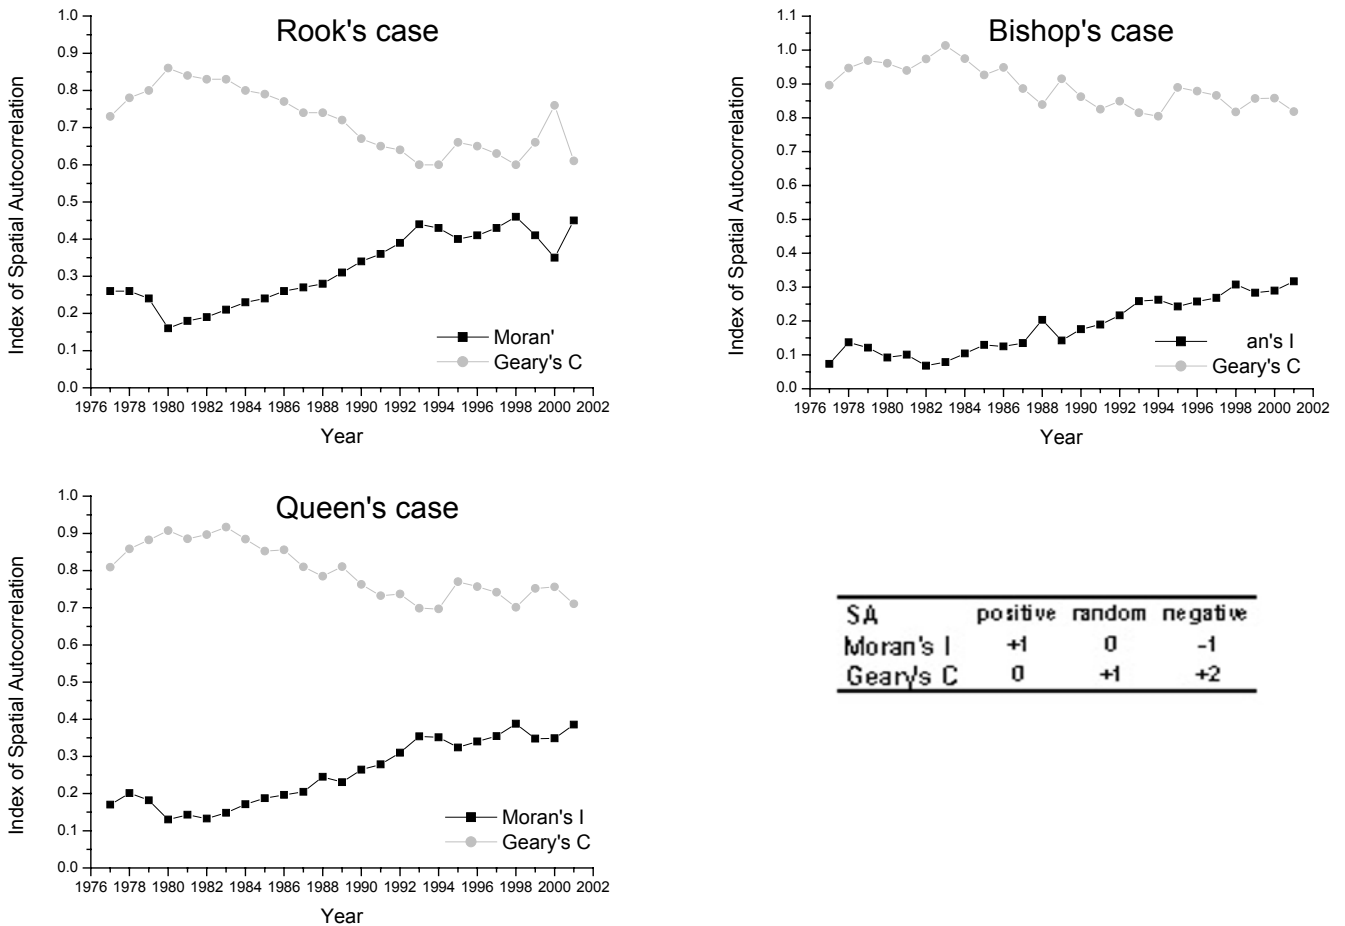 Rook's case
Index of Spatial Autocorrelation
1.0
0.9
0.8
0.7
0.6
0.5
0.4
0.3
0.2
0.1
0.0
Moran'
Geary's C
1976 1978 1980 1982 1984 1986 1988 1990 1992 1994 1996 1998 2000 2002
Year
Bishop's case
Index of Spatial Autocorrelation
1.1
1.0
0.9
0.8
0.7
0.6
0.5
0.4
0.3
0.2
0.1
0.0
an's I
Geary's C
1976 1978 1980 1982 1984 1986 1988 1990 1992 1994 1996 1998 2000 2002
Year
Queen's case
Index of Spatial Autocorrelation
1.0
0.9
0.8
0.7
0.6
0.5
0.4
0.3
0.2
0.1
0.0
Moran's I
Geary's C
1976 1978 1980 1982 1984 1986 1988 1990 1992 1994 1996 1998 2000 2002
Year
SA positive random negative
Moran's I +1 0 -1
Geary's C 0 +1 +2